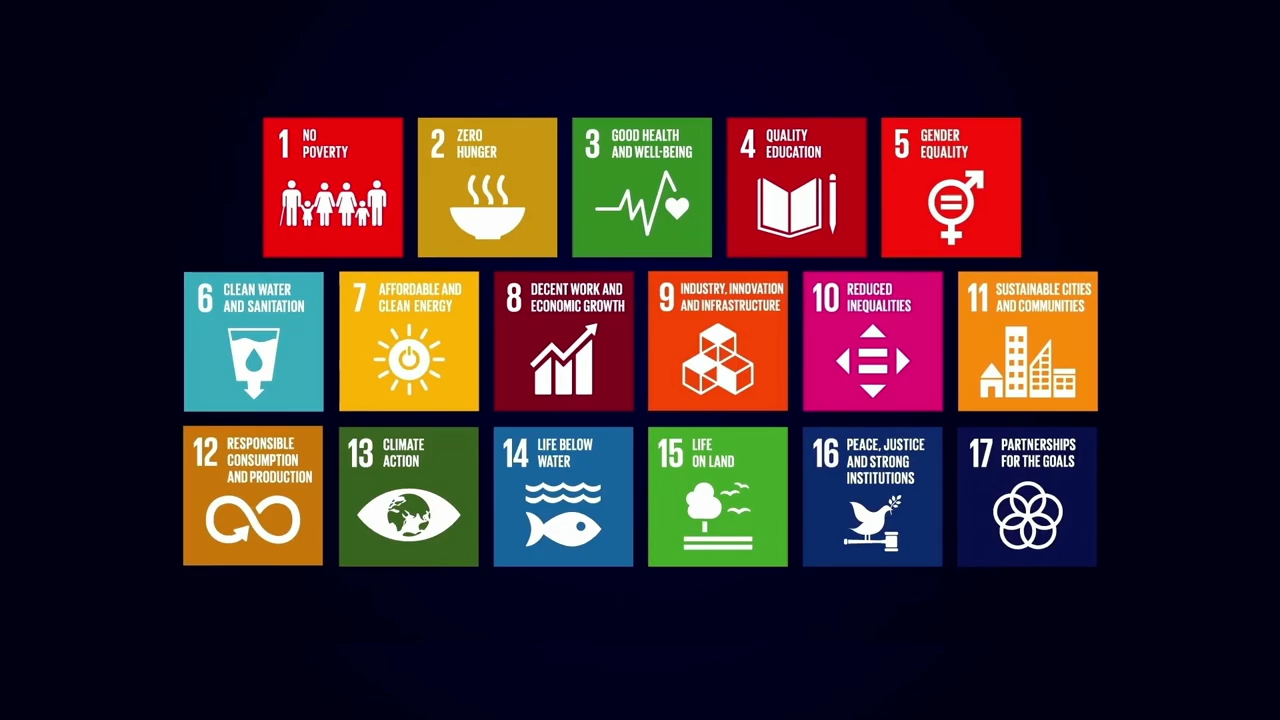 1 NO
POVERTY
2 ZERO
HUNGER
3 GOOD HEALTH
AND WELL-BEING
4 QUALITY
EDUCATION
5 GENDER
EQUALITY
6 CLEAN WATER
AND SANITATION
7 AFFORDABLE AND
CLEAN ENERGY
8 DECENT WORK AND
ECONOMIC GROWTH
9 INDUSTRY, INNOVATION
AND INFRASTRUCTURE
10 REDUCED
INEQUALITIES
11 SUSTAINABLE CITIES
AND COMMUNITIES
12 RESPONSIBLE
CONSUMPTION
AND PRODUCTION
13 CLIMATE
ACTION
14 LIFE BELOW
WATER
15 LIFE
ON LAND
16 PEACE, JUSTICE
AND STRONG
INSTITUTIONS
17 PARTNERSHIPS
FOR THE GOALS